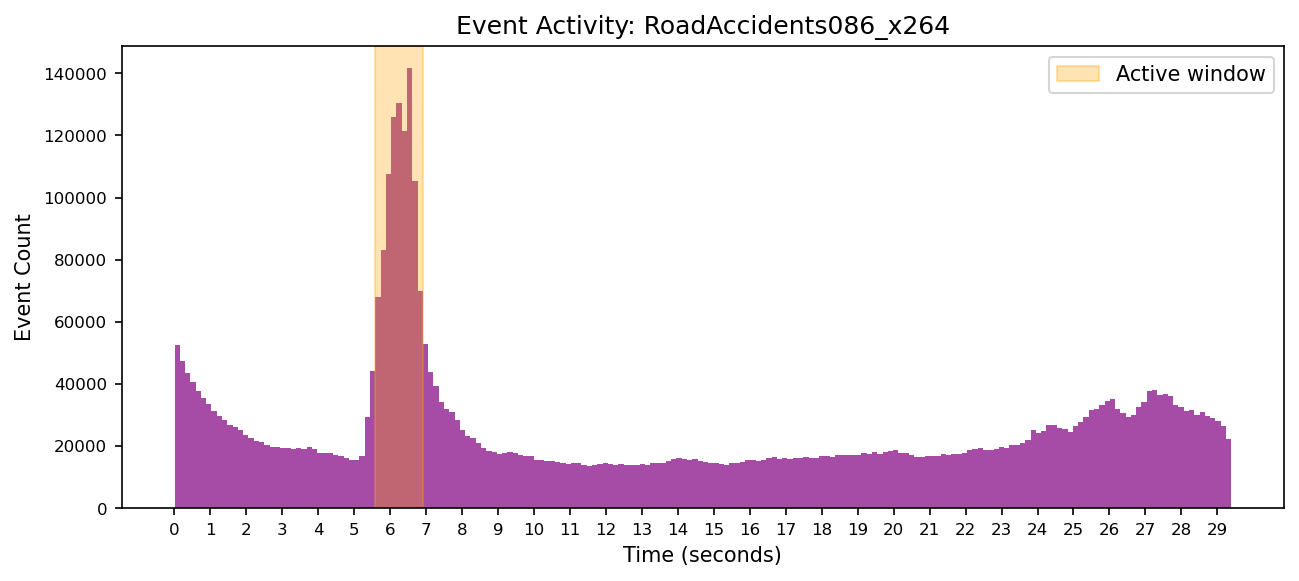 Event Activity: RoadAccidents086_x264
Active window
Event Count
140000
120000
100000
80000
60000
40000
20000
0
0 1 2 3 4 5 6 7 8 9 10 11 12 13 14 15 16 17 18 19 20 21 22 23 24 25 26 27 28 29
Time (seconds)